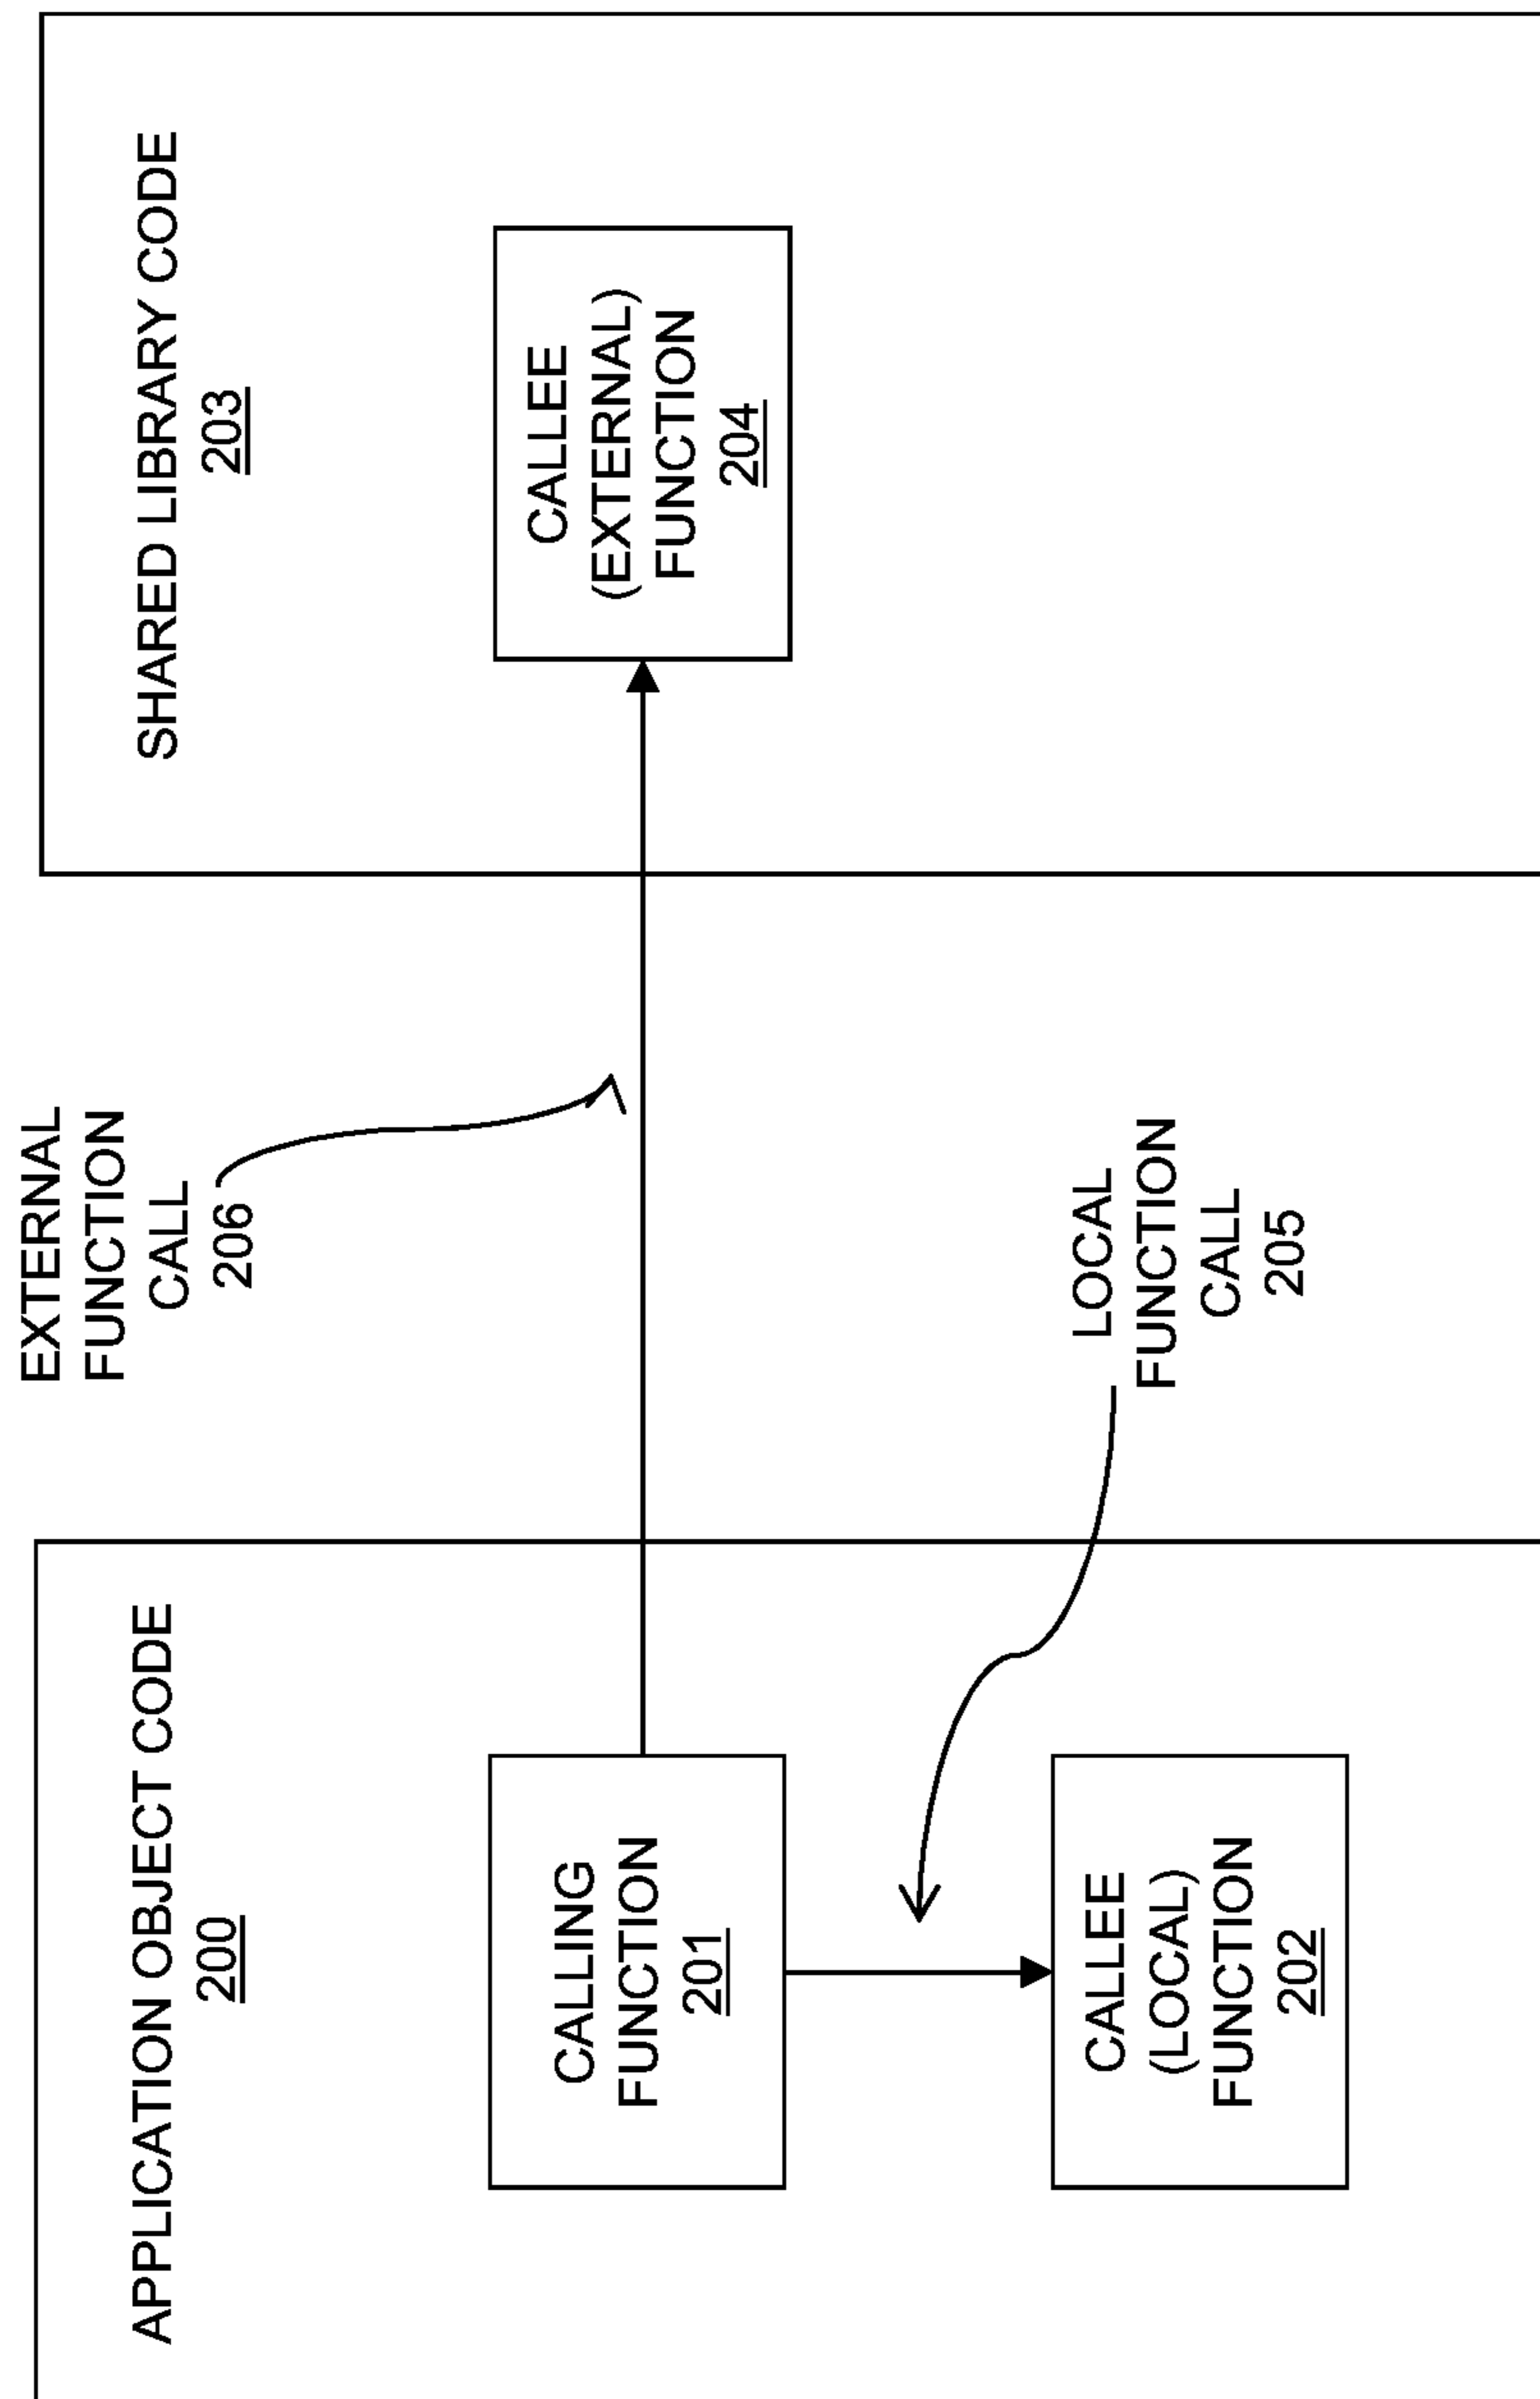 APPLICATION OBJECT CODE
200
CALLING
FUNCTION
201
CALLEE
(LOCAL)
FUNCTION
202
EXTERNAL
FUNCTION
CALL
206
LOCAL
FUNCTION
CALL
205
SHARED LIBRARY CODE
203
CALLEE
(EXTERNAL)
FUNCTION
204